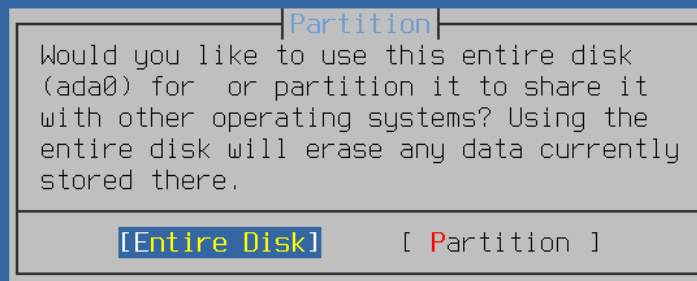 Partition
Would you like to use this entire disk
(ada0) for  or partition it to share it
with other operating systems? Using the
entire disk will erase any data currently
stored there.
[Entire Disk] [ Partition ]